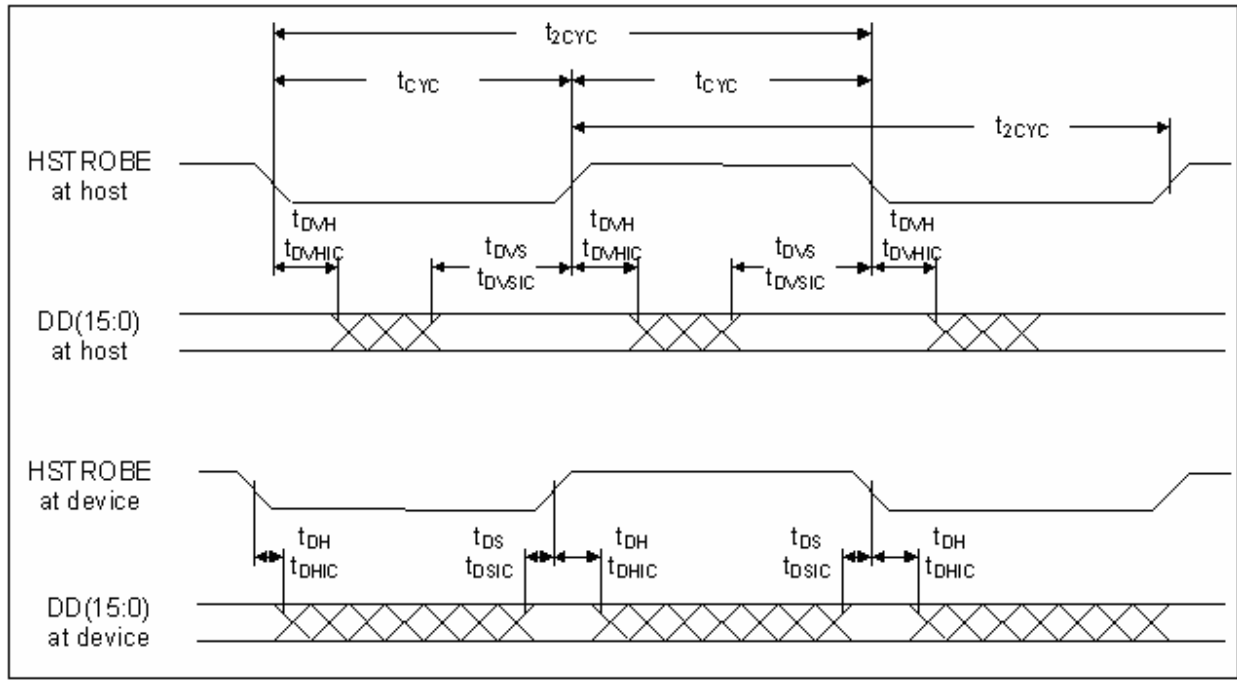 t2CYC
tCYC tCYC
t2CYC
HSTROBE
at host
tDVH tDVH tDVH
tDVHIC tDVS tDVHIC tDVS tDVHIC
tDVSIC tDVSIC
DD(15:0)
at host
HSTROBE
at device
tDH tDS tDH tDS tDH
tDHIC tDSIC tDHIC tDSIC tDHIC
DD(15:0)
at device